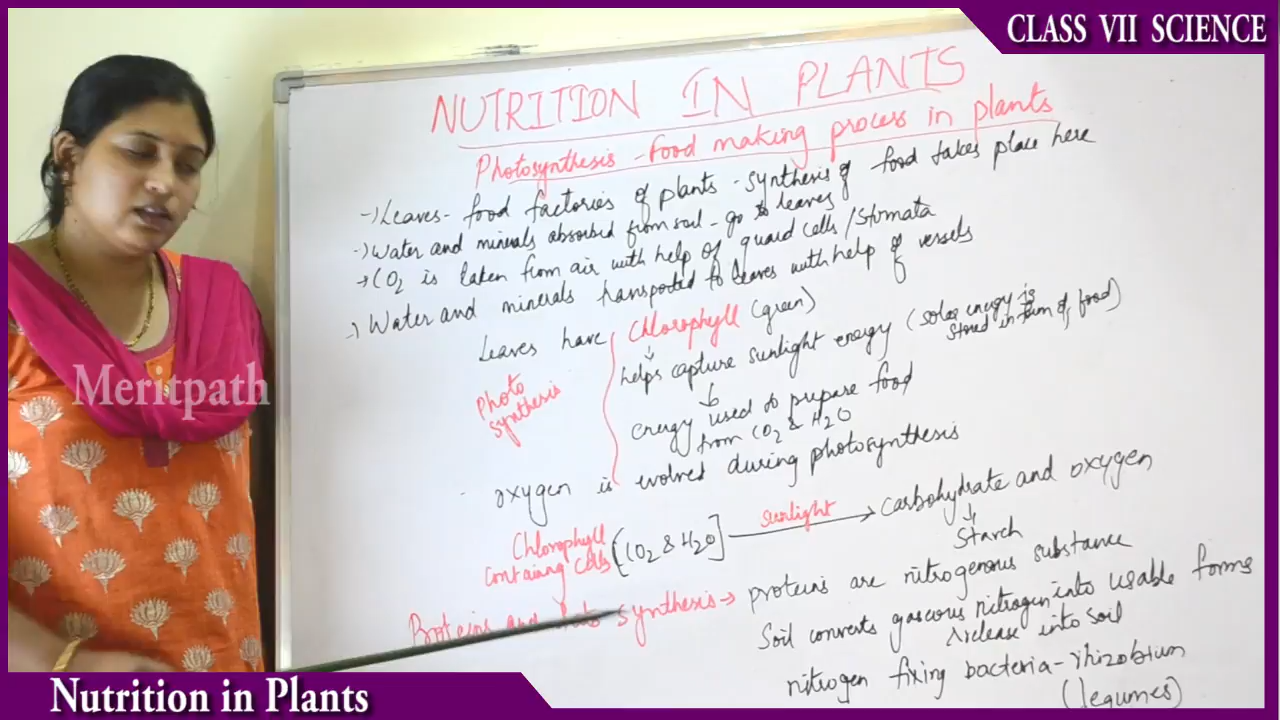 CLASS VII SCIENCE
NUTRITION IN PLANTS
Photosynthesis - Food making process in plants
-) Leaves - food factories of plants - synthesis of food takes place here
-) Water and minerals absorbed from soil - go to leaves
-> CO2 is taken from air with help of guard cells / Stomata
-) Water and minerals transported to leaves with help of vessels
Leaves have Chlorophyll (green)
helps capture sunlight energy (solar energy is
stored in form of food)
Photo
synthesis
energy used to prepare food
from CO2 & H2O
- oxygen is evolved during photosynthesis
Chlorophyll
containing cells [CO2 & H2O] sunlight → carbohydrate and oxygen
Starch
Proteins and fats synthesis → proteins are nitrogenous substance
Soil converts gaseous nitrogen into usable forms
release into soil
nitrogen fixing bacteria - rhizobium
(legumes)
Meritpath
Nutrition in Plants